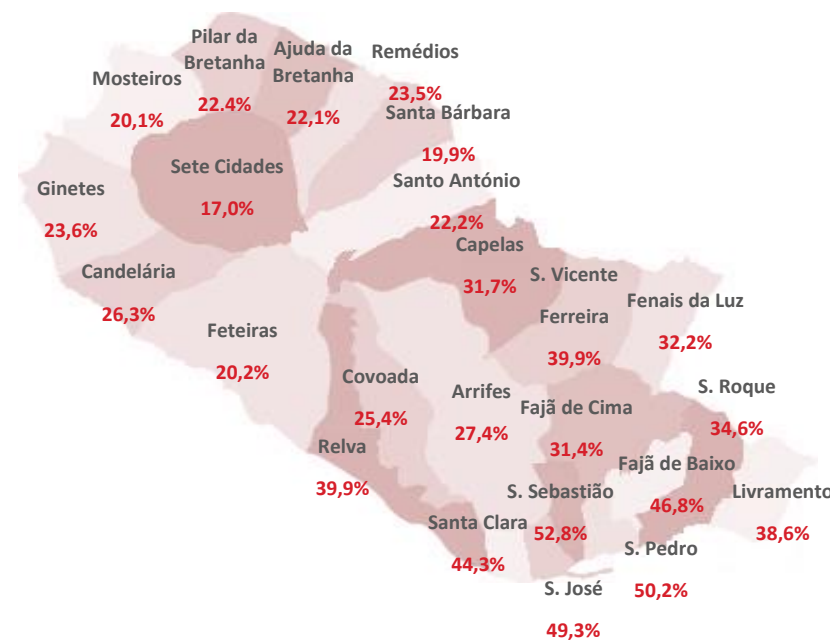 Pilar da
Bretanha
22.4%
Ajuda da
Bretanha
22,1%
Remédios
23,5%
Mosteiros
20,1%
Santa Bárbara
19,9%
Sete Cidades
17,0%
Ginetes
23,6%
Santo António
22,2%
Capelas
31,7%
Candelária
26,3%
S. Vicente
Ferreira
39,9%
Fenais da Luz
32,2%
Feteiras
20,2%
Covoada
25,4%
Arrifes
27,4%
Fajã de Cima
31,4%
S. Roque
34,6%
Relva
39,9%
Fajã de Baixo
46,8%
Livramento
38,6%
S. Sebastião
52,8%
Santa Clara
44,3%
S. Pedro
50,2%
S. José
49,3%